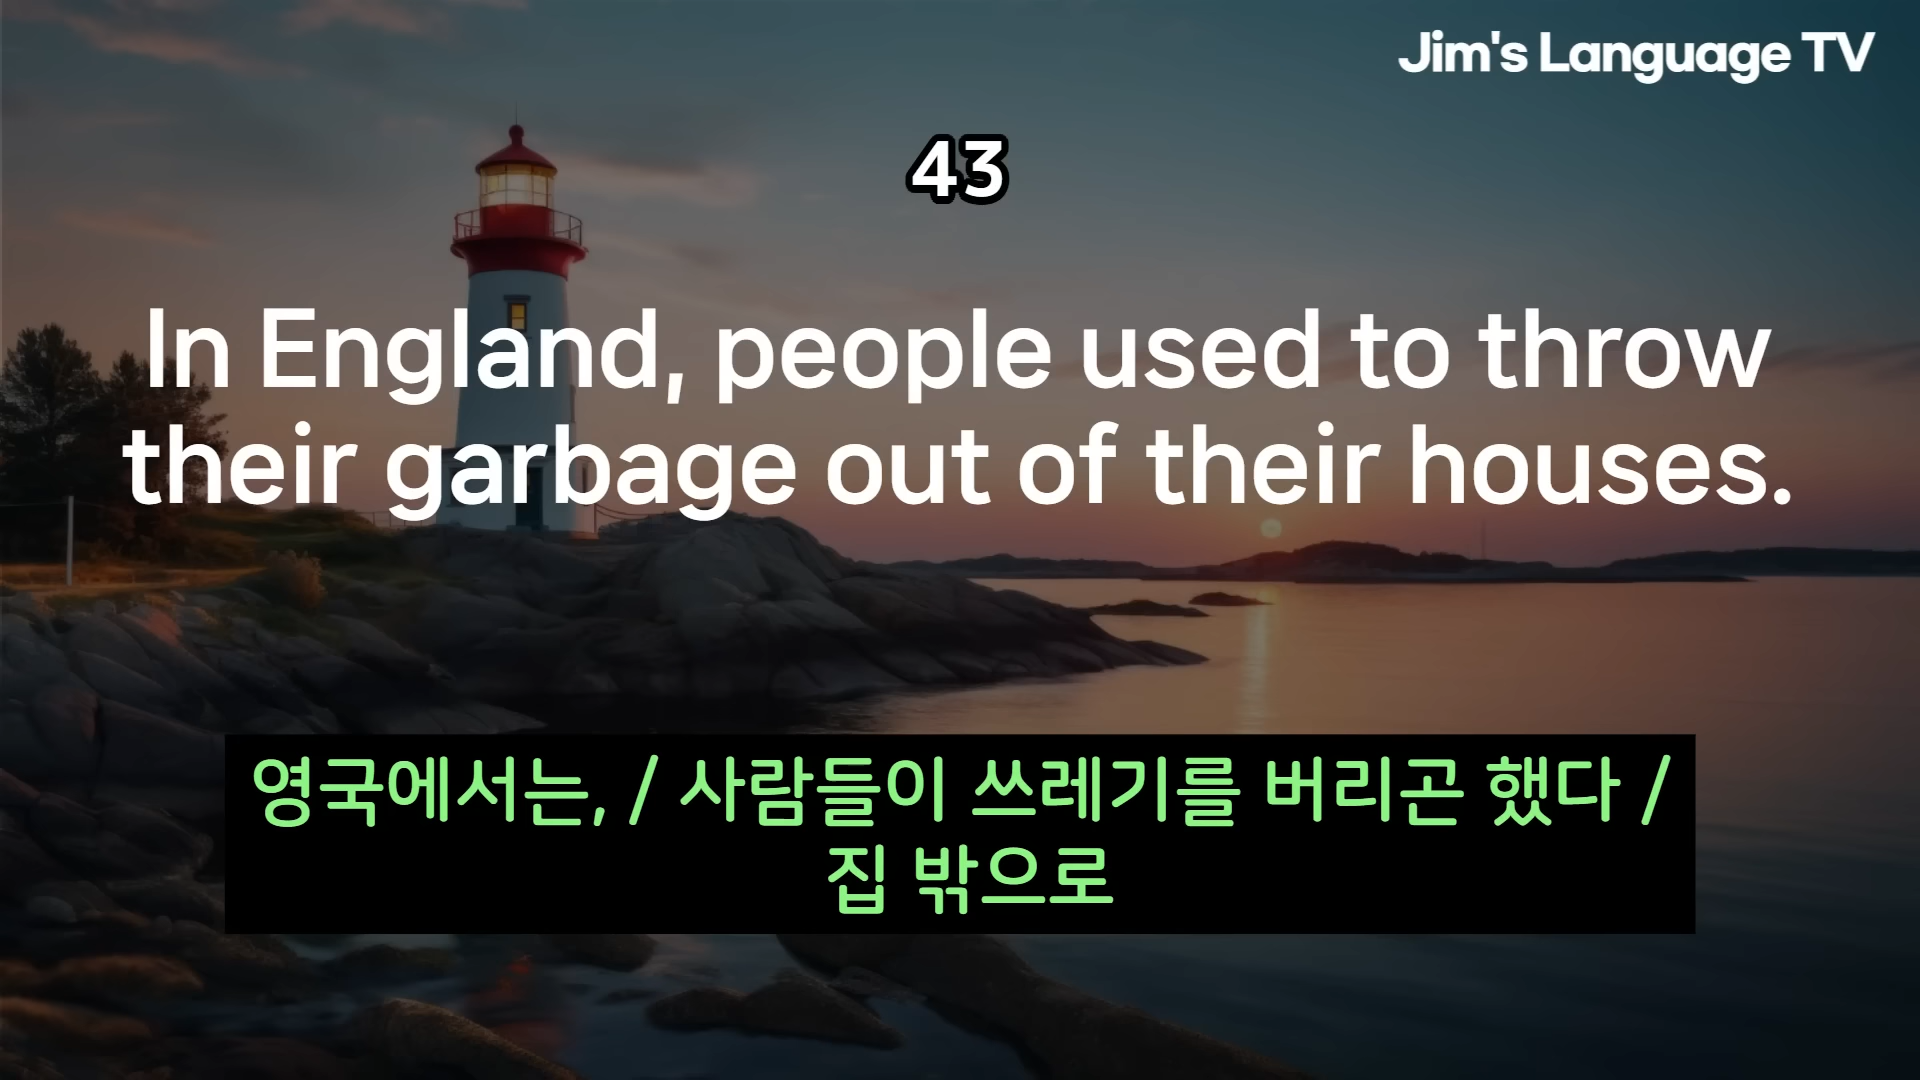 Jim's Language TV
43
In England, people used to throw
their garbage out of their houses.
영국에서는, / 사람들이 쓰레기를 버리곤 했다 /
집 밖으로